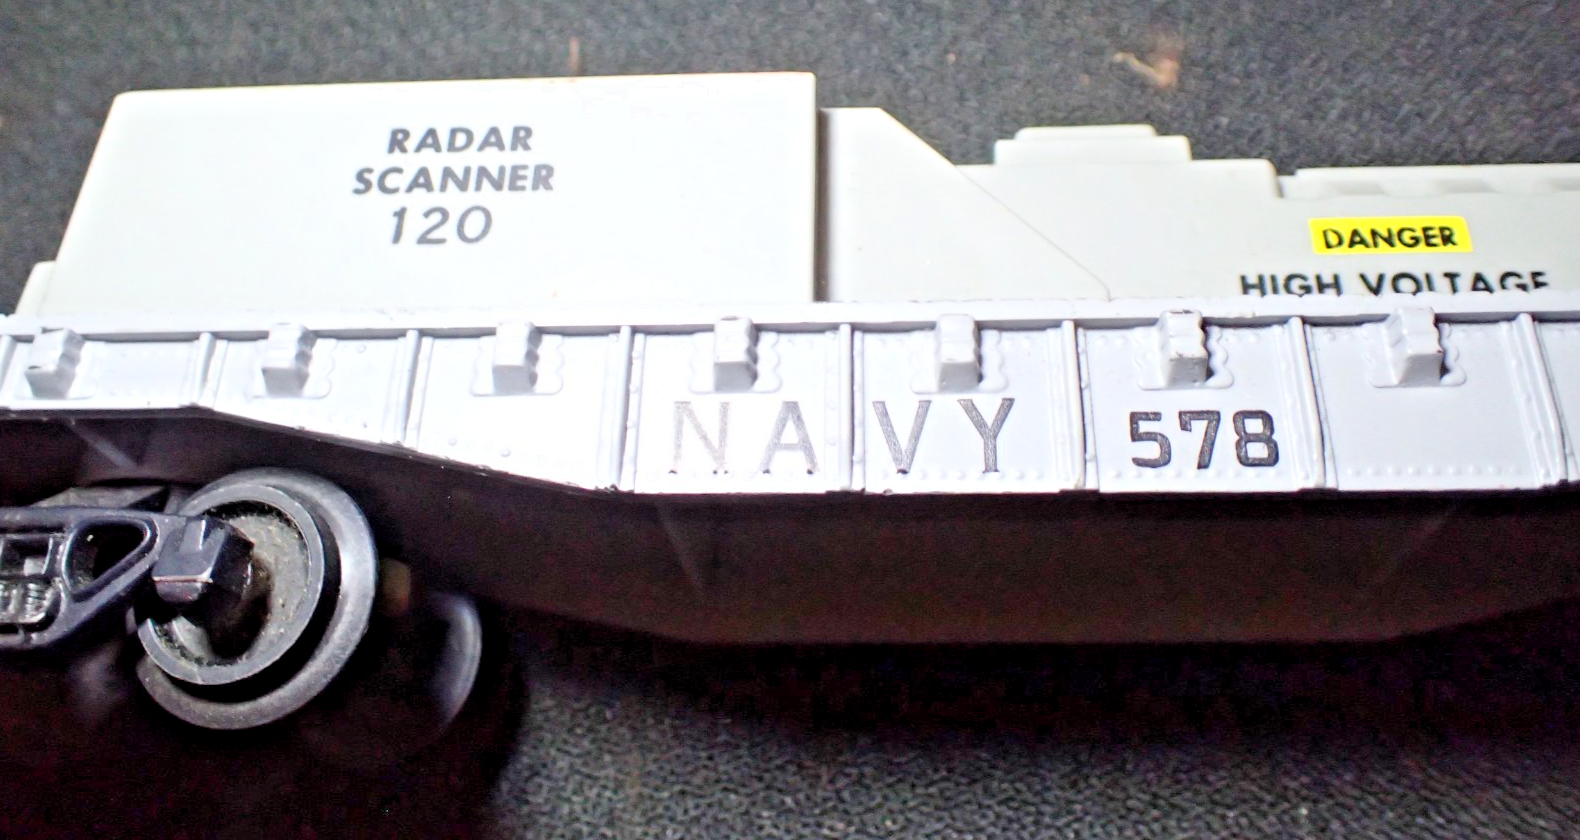 RADAR
SCANNER
120
DANGER
HIGH VOLTAGE
NAVY 578